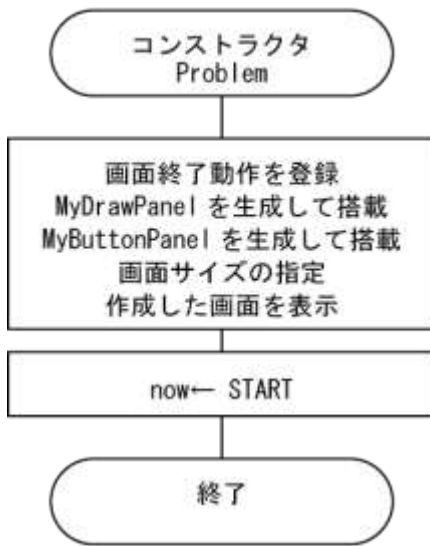 コンストラクタ
Problem
画面終了動作を登録
MyDrawPanel を生成して搭載
MyButtonPanel を生成して搭載
画面サイズの指定
作成した画面を表示
now← START
終了